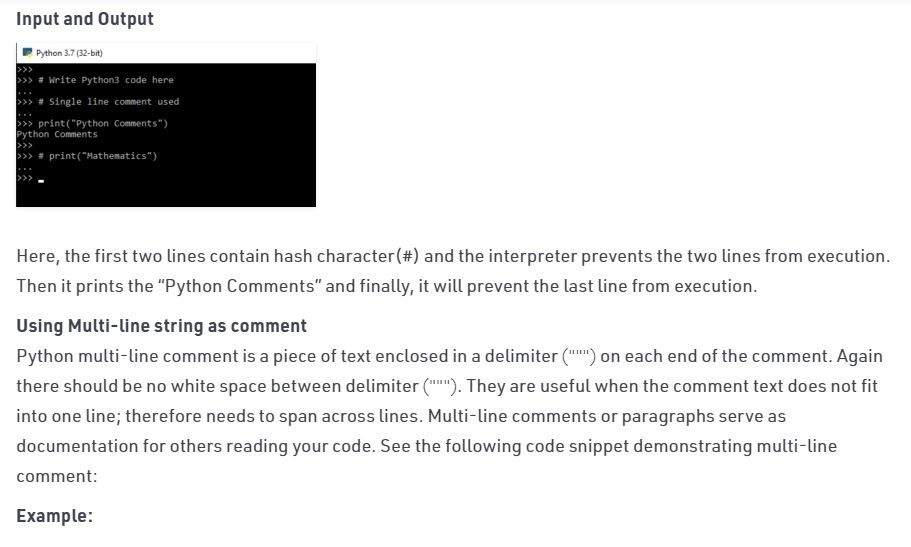 Input and Output
Python 3.7 (32-bit)
>>>
>>> # Write Python3 code here
...
>>> # Single line comment used
...
>>> print("Python Comments")
Python Comments
>>>
>>> # print("Mathematics")
...
>>>
Here, the first two lines contain hash character(#) and the interpreter prevents the two lines from execution.
Then it prints the “Python Comments” and finally, it will prevent the last line from execution.
Using Multi-line string as comment
Python multi-line comment is a piece of text enclosed in a delimiter (""") on each end of the comment. Again
there should be no white space between delimiter ("""). They are useful when the comment text does not fit
into one line; therefore needs to span across lines. Multi-line comments or paragraphs serve as
documentation for others reading your code. See the following code snippet demonstrating multi-line
comment:
Example: